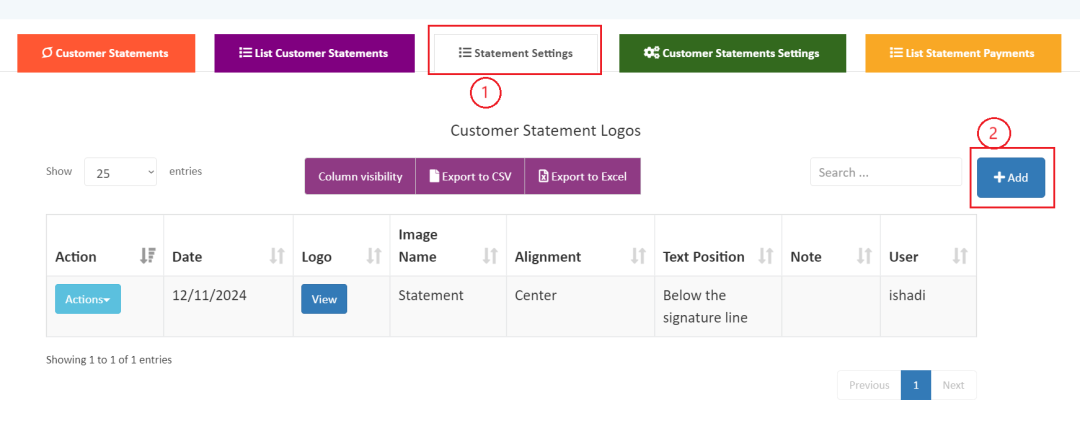 Customer Statements
List Customer Statements
Statement Settings
Customer Statements Settings
List Statement Payments
1
Customer Statement Logos
2
Show 25 entries
Column visibility
Export to CSV
Export to Excel
Search ...
Add
Action Date Logo Image Name Alignment Text Position Note User
Actions 12/11/2024 View Statement Center Below the ishadi
signature line
Showing 1 to 1 of 1 entries
Previous 1 Next